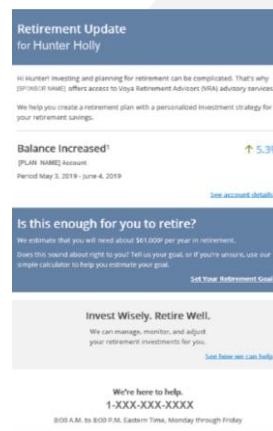 Retirement Update
for Hunter Holly
Hi Hunter! Investing and planning for retirement can be complicated. That's why
[SPONSOR NAME] offers access to Voya Retirement Advisors (VRA) advisory services.
We help you create a retirement plan with a personalized investment strategy for
your retirement savings.
Balance Increased¹
↑ 5.39
[PLAN NAME] Account
Period May 3, 2019 - June 4, 2019
See account details
Is this enough for you to retire?
We estimate that you will need about $61,000² per year in retirement.
Does this sound about right to you? Tell us your goal, or if you're unsure, use our
simple calculator to help you estimate your goal.
Set Your Retirement Goal
Invest Wisely. Retire Well.
We can manage, monitor, and adjust
your retirement investments for you.
See how we can help
We're here to help.
1-XXX-XXX-XXXX
8:00 A.M. to 8:00 P.M. Eastern Time, Monday through Friday